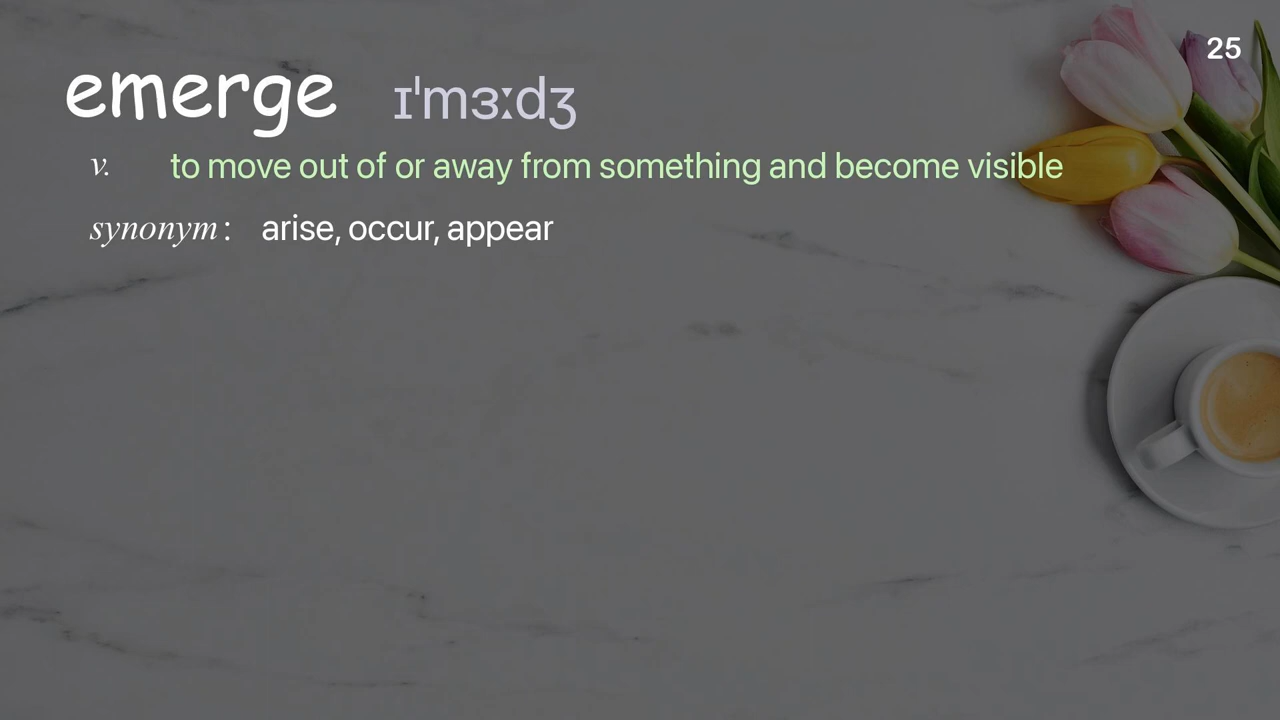 25
emerge ɪˈmɜːdʒ
v. to move out of or away from something and become visible
synonym: arise, occur, appear